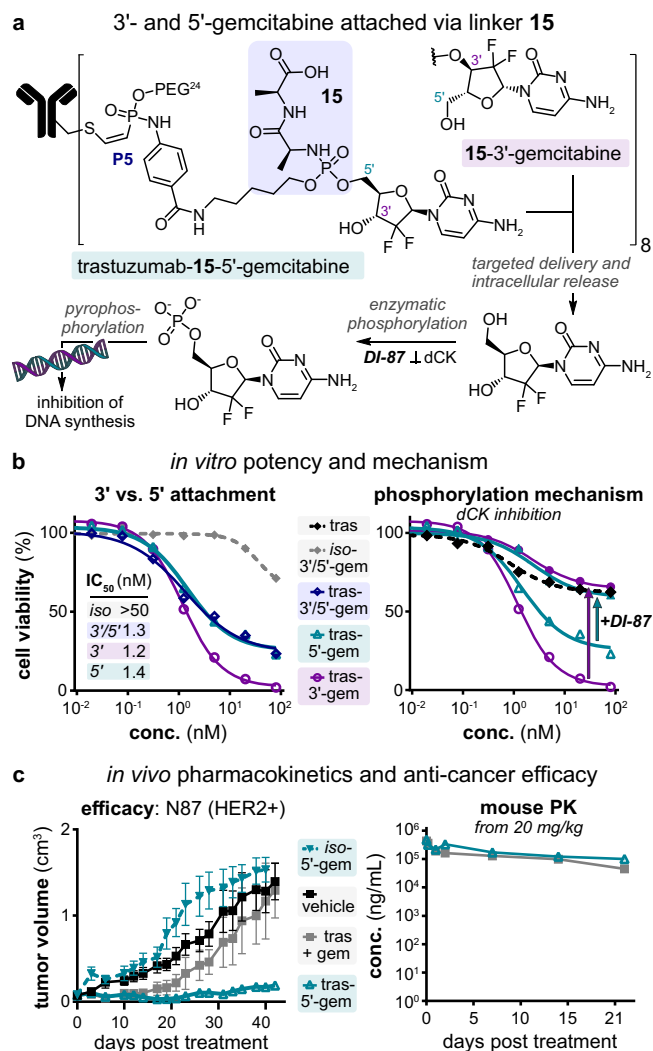 a 3'- and 5'-gemcitabine attached via linker 15
O-PEG24
O
P
S
NH
P5
O
OH
15
NH
O
NH
O
P
O
O
O
5'
O
N
H
HO
3'
F F
O
N
N
NH2
8
O
3'
F
F
5'
O
OH
O
N
N
NH2
15-3'-gemcitabine
trastuzumab-15-5'-gemcitabine
targeted delivery and
intracellular release
pyrophos-
phorylation
enzymatic
phosphorylation
DI-87 ⊥ dCK
inhibition of
DNA synthesis
O-
O
P
O-
O
O
HO
F
F
O
N
N
NH2
HO
O
HO
F
F
O
N
N
NH2
b in vitro potency and mechanism
3' vs. 5' attachment
cell viability (%)
100
50
0
IC50 (nM)
iso >50
3'/5' 1.3
3' 1.2
5' 1.4
10-2 10-1 100 101 102
conc. (nM)
tras
iso-
3'/5'-gem
tras-
3'/5'-gem
tras-
5'-gem
tras-
3'-gem
phosphorylation mechanism
dCK inhibition
100
50
0
+DI-87
10-2 10-1 100 101 102
conc. (nM)
c in vivo pharmacokinetics and anti-cancer efficacy
efficacy: N87 (HER2+)
tumor volume (cm3)
2
1
0
0 10 20 30 40
days post treatment
iso-
5'-gem
vehicle
tras
+ gem
tras-
5'-gem
mouse PK
from 20 mg/kg
conc. (ng/mL)
106
105
104
103
102
101
100
0 5 10 14 21
days post treatment